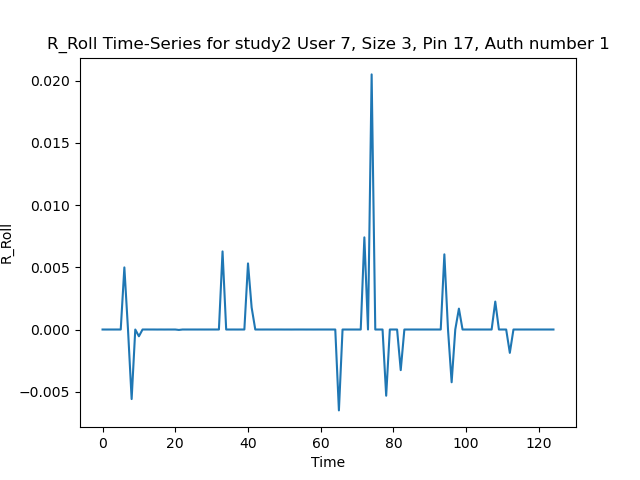 R_Roll Time-Series for study2 User 7, Size 3, Pin 17, Auth number 1
0.020
0.015
0.010
0.005
0.000
−0.005
R_Roll
0 20 40 60 80 100 120
Time